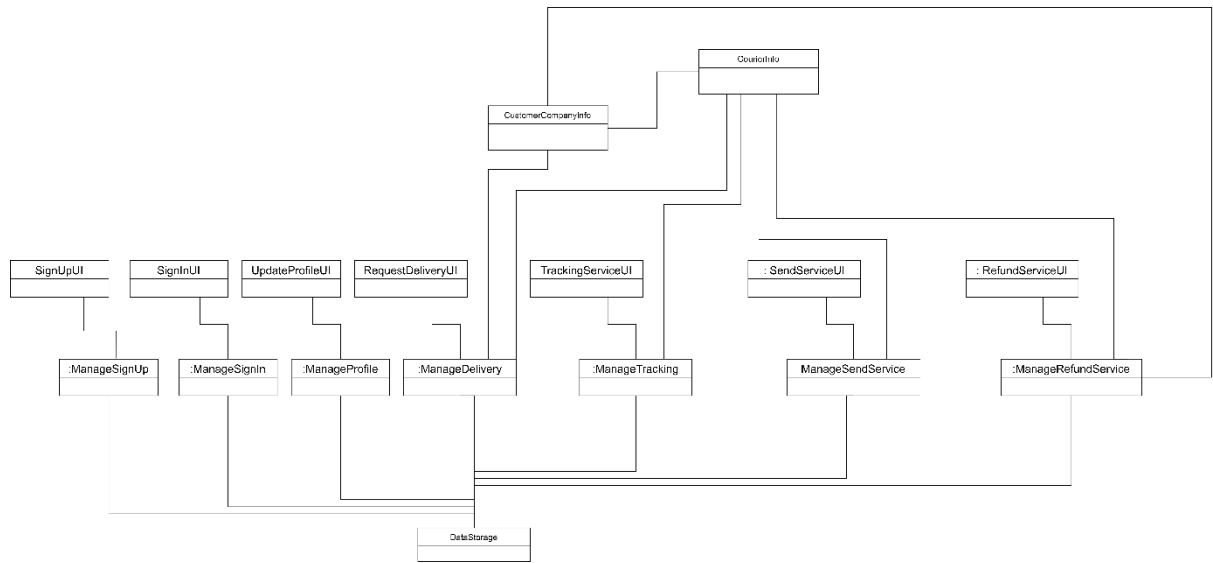 CourierInfo
CustomerCompanyInfo
SignUpUI
SignInUI
UpdateProfileUI
RequestDeliveryUI
TrackingServiceUI
: SendServiceUI
: RefundServiceUI
:ManageSignUp
:ManageSignIn
:ManageProfile
:ManageDelivery
:ManageTracking
ManageSendService
:ManageRefundService
DataStorage